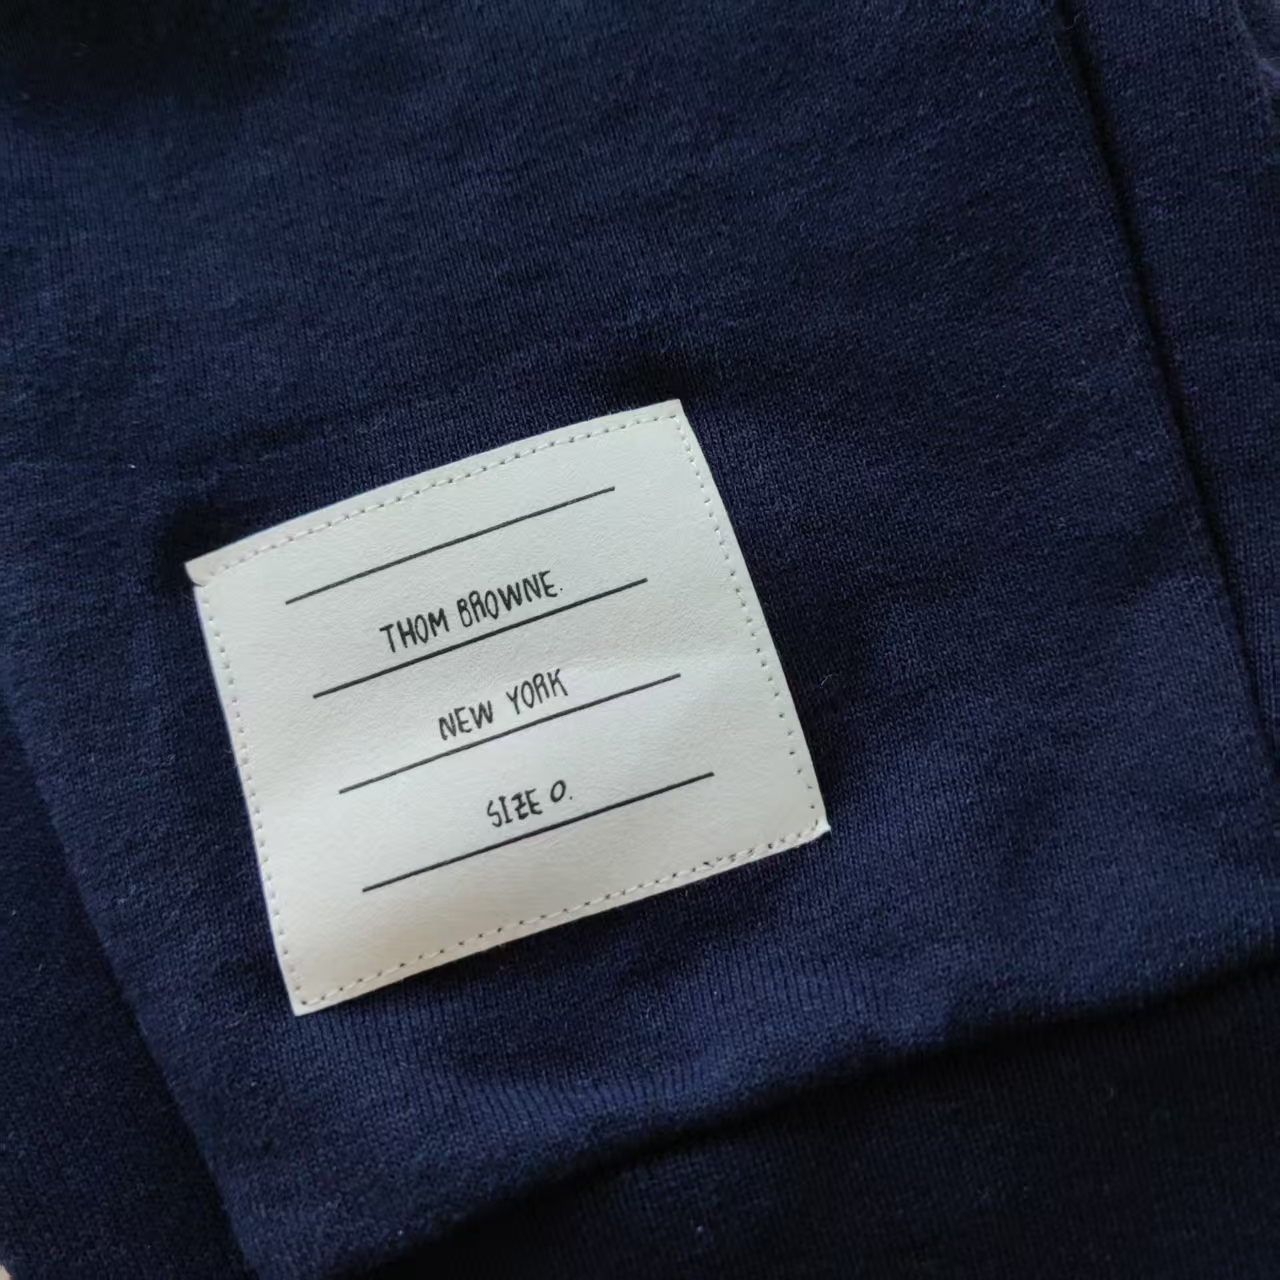 THOM BROWNE.
NEW YORK
SIZE 0.